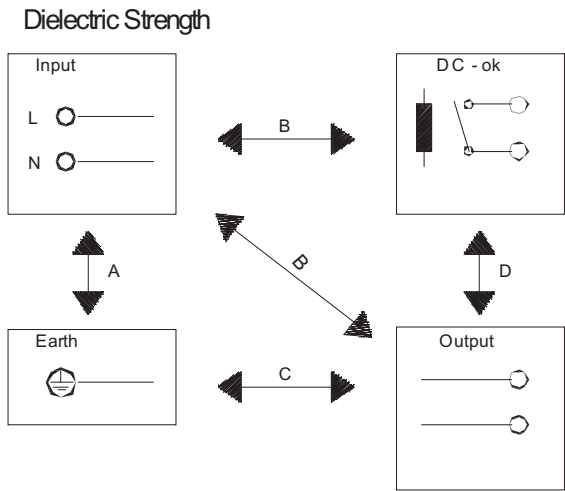 Dielectric Strength
Input
DC - ok
L
B
N
B
A
D
Earth
Output
C